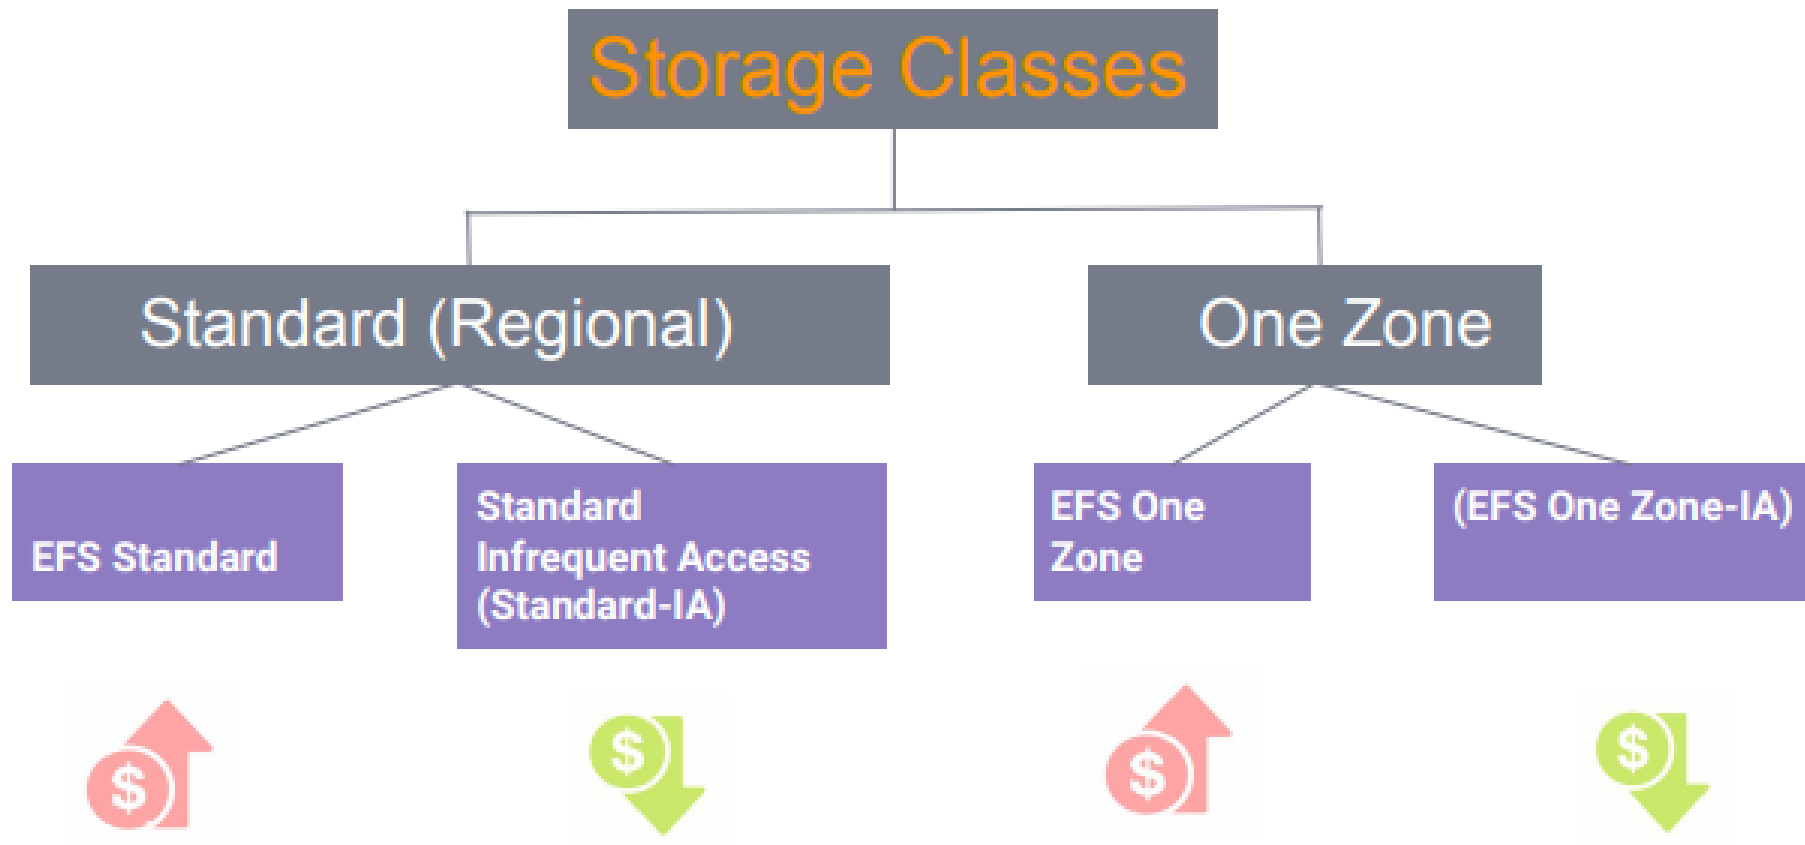 Storage Classes
Standard (Regional)
One Zone
EFS Standard
Standard
Infrequent Access
(Standard-IA)
EFS One
Zone
(EFS One Zone-IA)
$
$
$
$